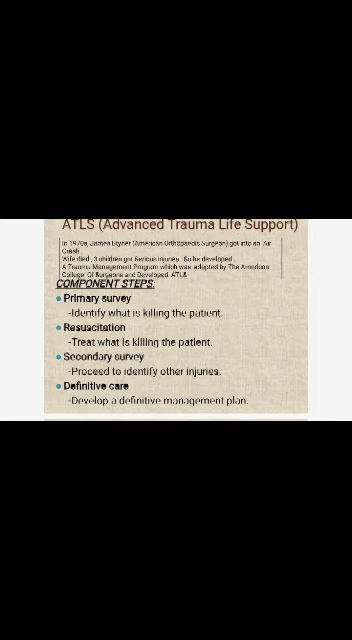 ATLS (Advanced Trauma Life Support)
In 1970s, James Styner (American Orthopaedic Surgeon) got into an Air
Crash
Wife died , 3 children got Serious injuries. So he developed
A Trauma Management Program which was adapted by The American
College Of Surgeons and Developed ATLS
COMPONENT STEPS:
Primary survey
-Identify what is killing the patient.
Resuscitation
-Treat what is killing the patient.
Secondary survey
-Proceed to identify other injuries.
Definitive care
-Develop a definitive management plan.